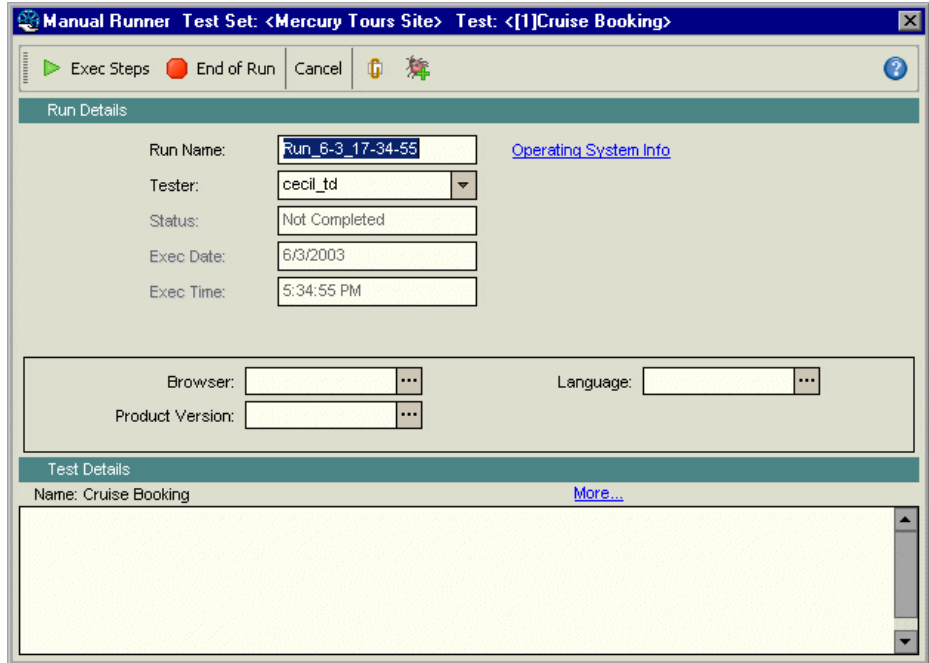 Manual Runner Test Set: <Mercury Tours Site> Test: <[1]Cruise Booking>
Exec Steps End of Run Cancel
Run Details
Run Name: Run_6-3_17-34-55 Operating System Info
Tester: cecil_td
Status: Not Completed
Exec Date: 6/3/2003
Exec Time: 5:34:55 PM
Browser: ... Language: ...
Product Version: ...
Test Details
Name: Cruise Booking More...